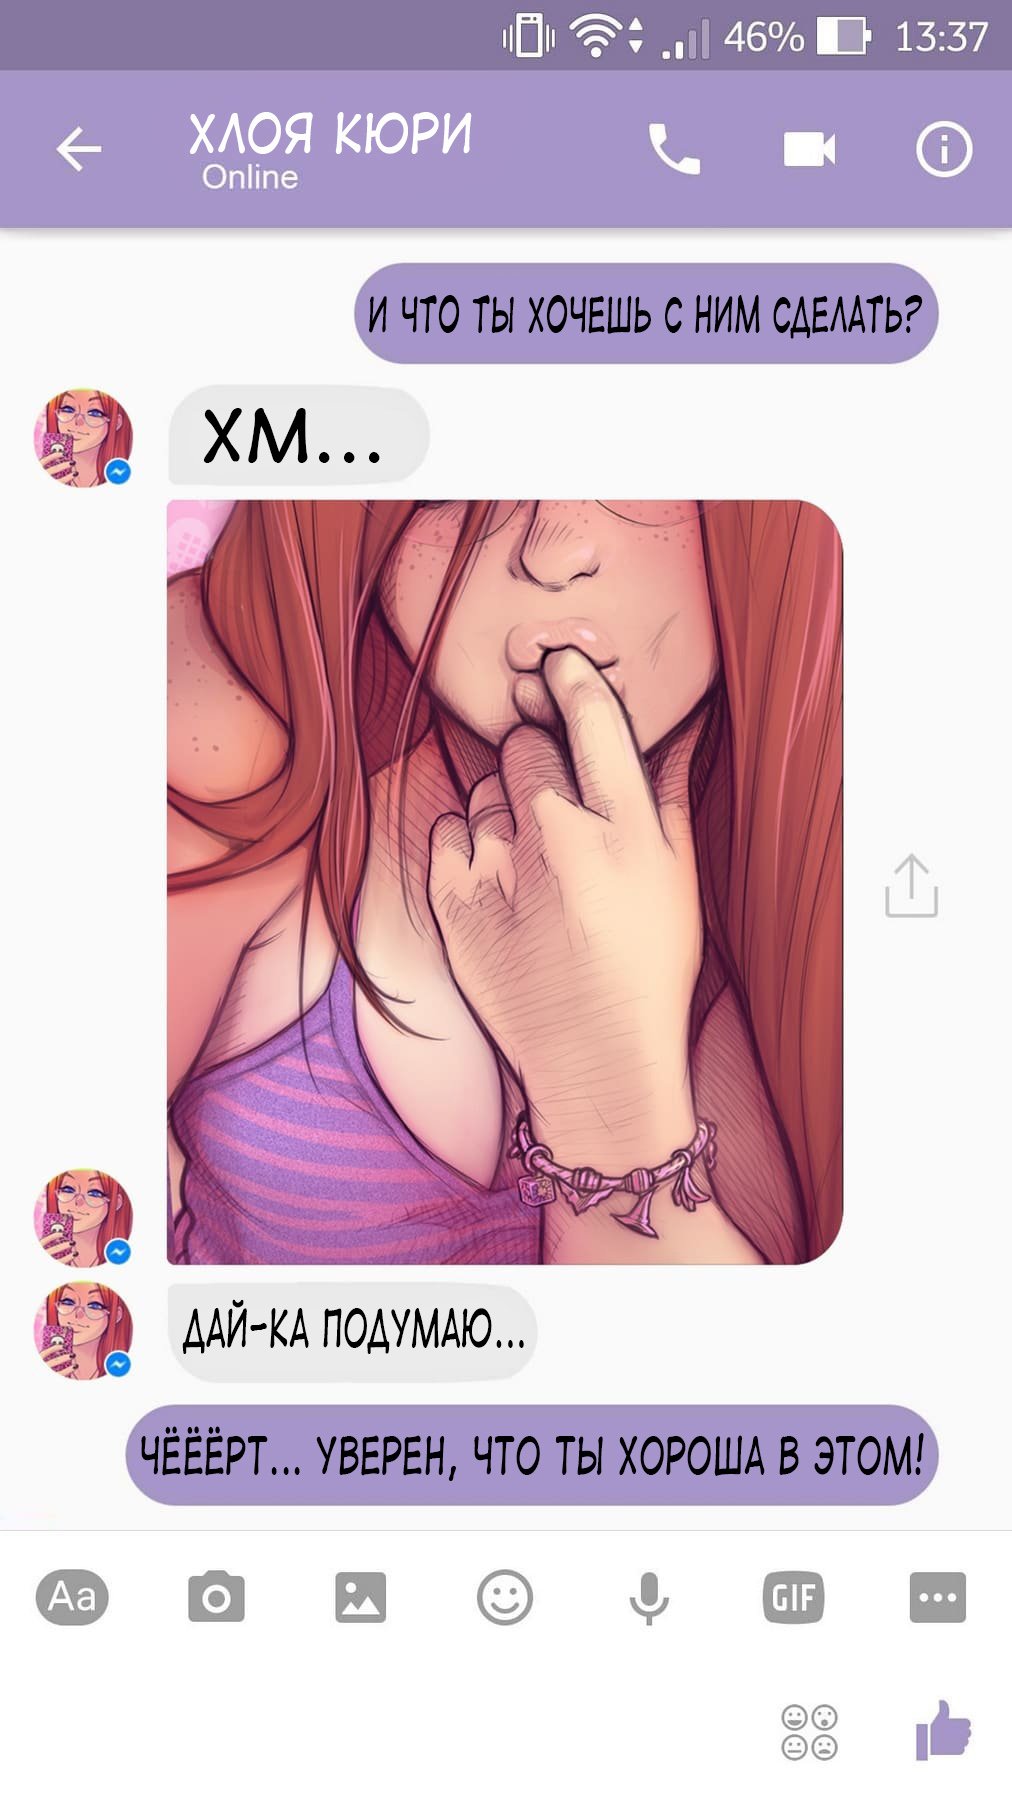 46% 13:37
ХЛОЯ КЮРИ
Online
И ЧТО ТЫ ХОЧЕШЬ С НИМ СДЕЛАТЬ?
ХМ...
ДАЙ-КА ПОДУМАЮ...
ЧЁЁЁРТ... УВЕРЕН, ЧТО ТЫ ХОРОША В ЭТОМ!
Aa GIF